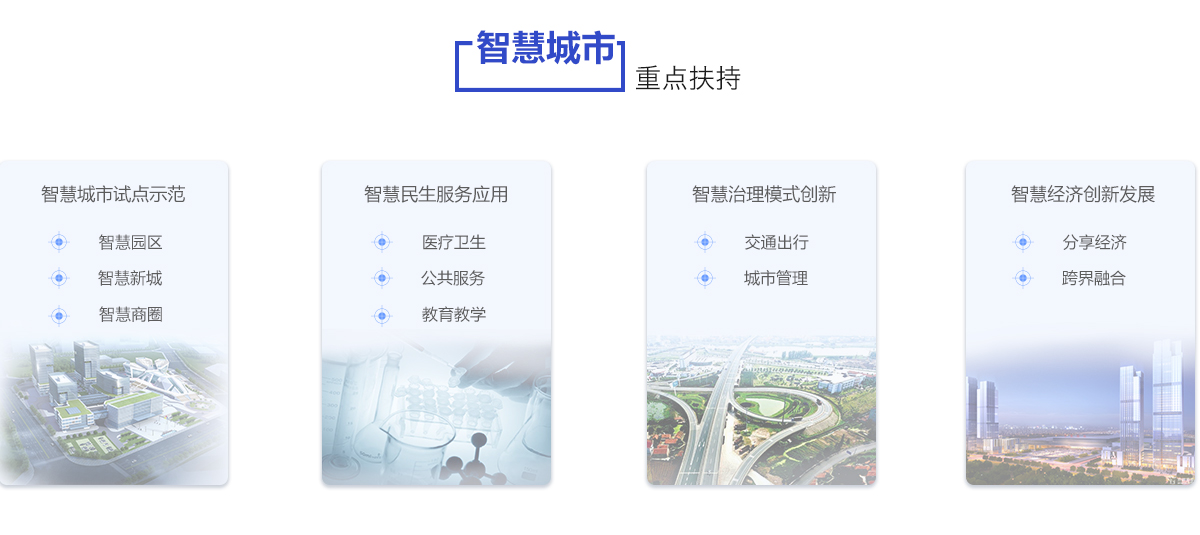 智慧城市
重点扶持
智慧城市试点示范
智慧园区
智慧新城
智慧商圈
智慧民生服务应用
医疗卫生
公共服务
教育教学
智慧治理模式创新
交通出行
城市管理
智慧经济创新发展
分享经济
跨界融合